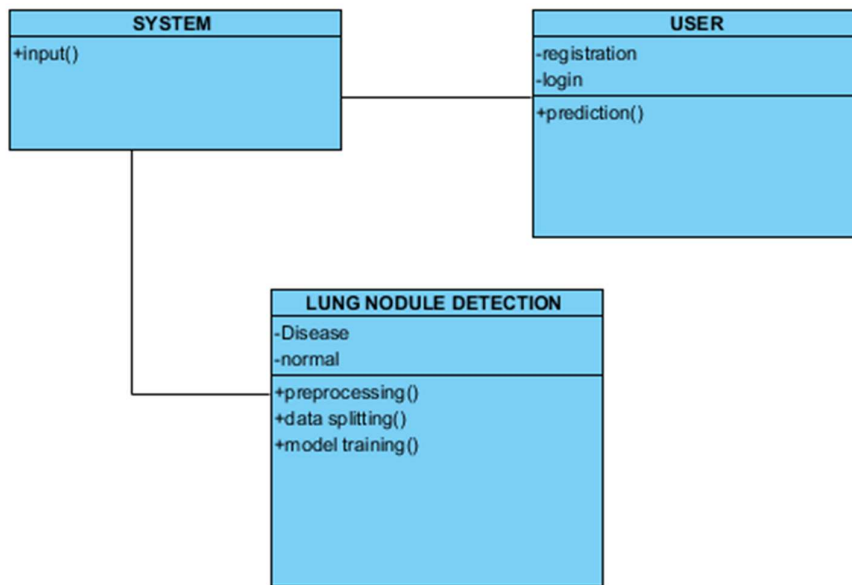 SYSTEM
+input()
USER
-registration
-login
+prediction()
LUNG NODULE DETECTION
-Disease
-normal
+preprocessing()
+data splitting()
+model training()